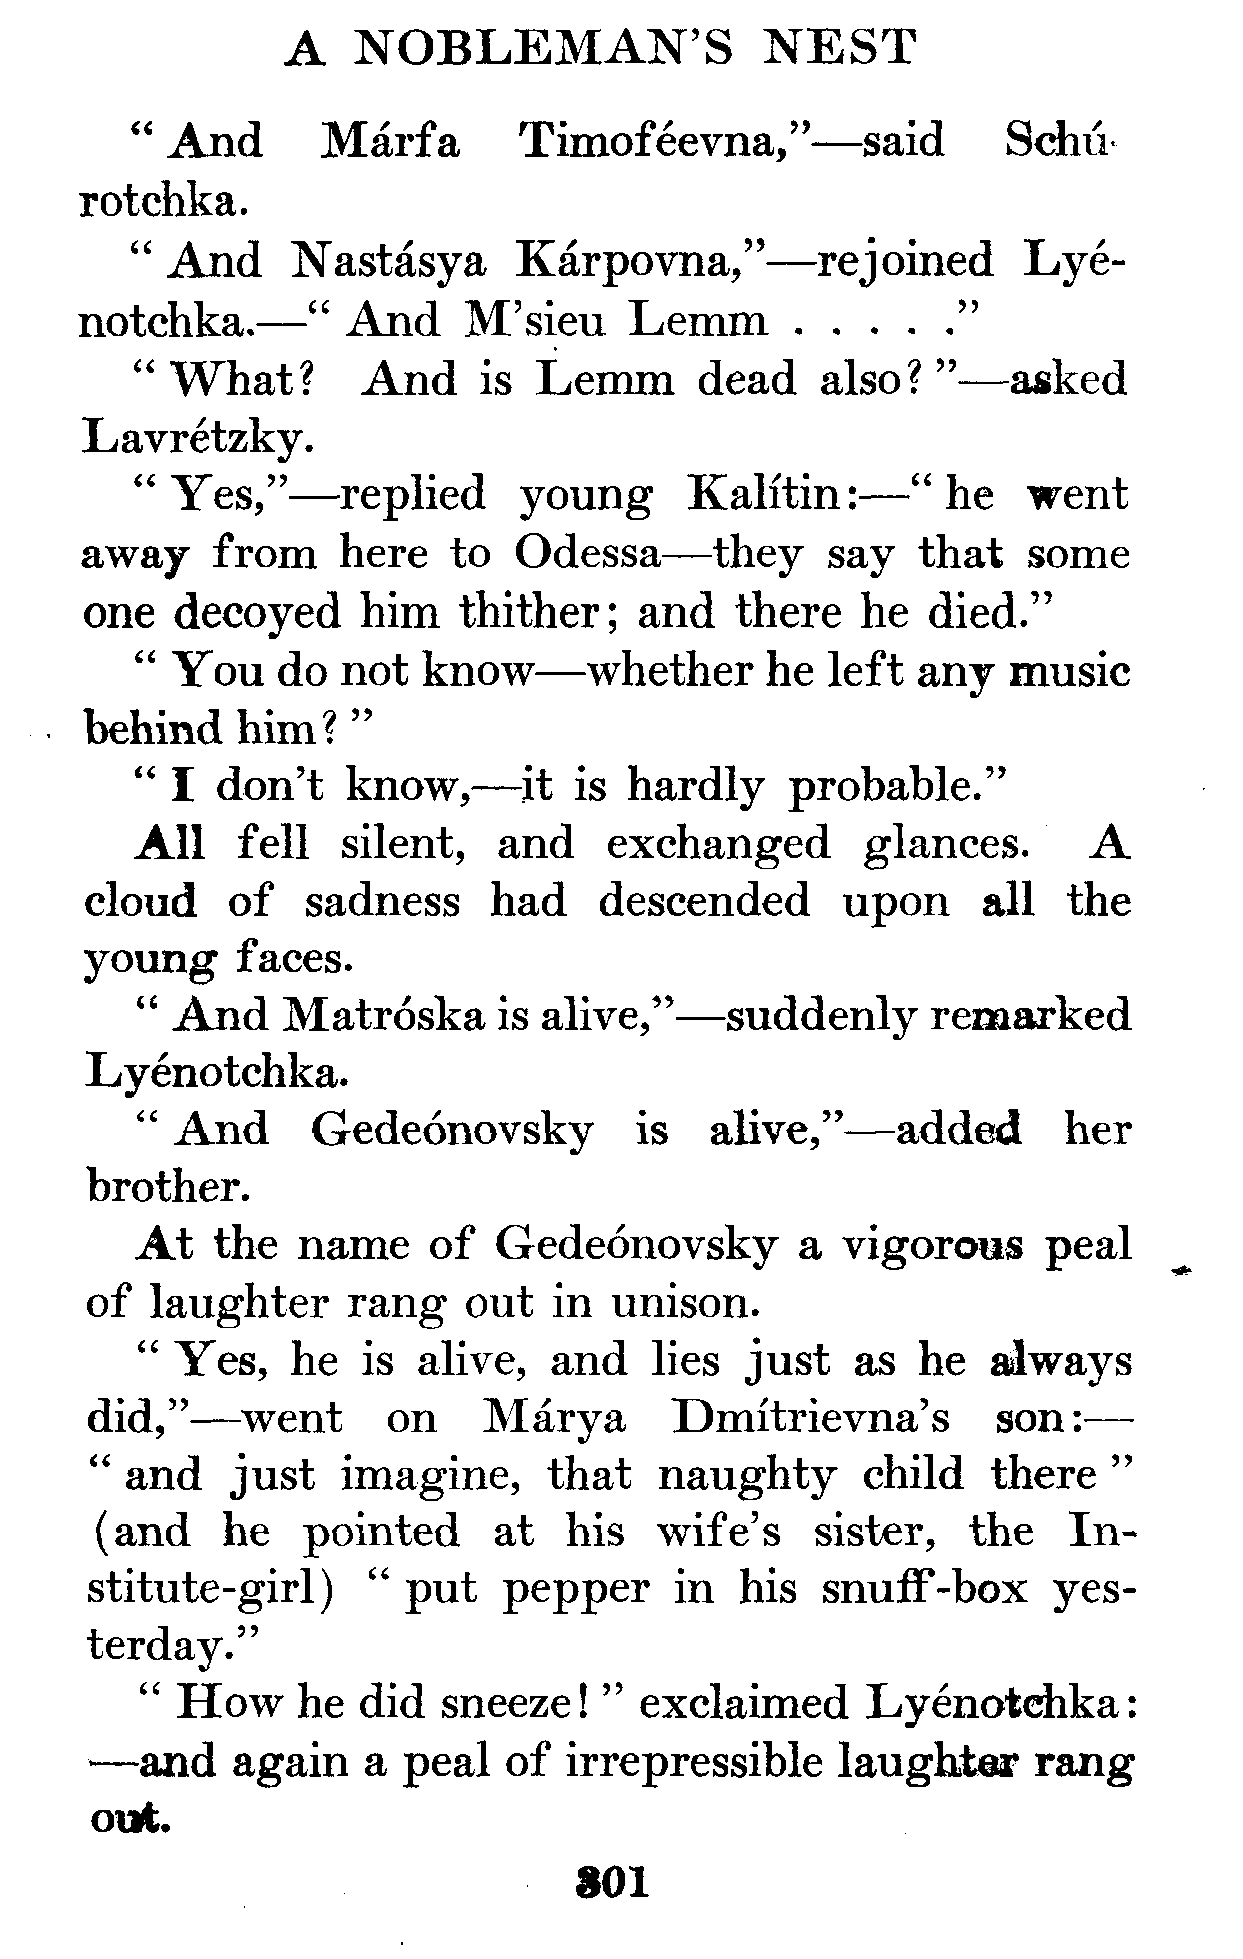 A NOBLEMAN'S NEST
“ And Márfa Timoféevna,”—said Schú-
rotchka.
“ And Nastásya Kárpovna,”—rejoined Lyé-
notchka.—“ And M'sieu Lemm . . . . .”
“ What? And is Lemm dead also? ”—asked
Lavrétzky.
“ Yes,”—replied young Kalítin:—“ he went
away from here to Odessa—they say that some
one decoyed him thither; and there he died.”
“ You do not know—whether he left any music
behind him? ”
“ I don't know,—it is hardly probable.”
All fell silent, and exchanged glances. A
cloud of sadness had descended upon all the
young faces.
“ And Matróska is alive,”—suddenly remarked
Lyénotchka.
“ And Gedeónovsky is alive,”—added her
brother.
At the name of Gedeónovsky a vigorous peal
of laughter rang out in unison.
“ Yes, he is alive, and lies just as he always
did,”—went on Márya Dmítrievna's son:—
“ and just imagine, that naughty child there ”
(and he pointed at his wife's sister, the In-
stitute-girl) “ put pepper in his snuff-box yes-
terday.”
“ How he did sneeze! ” exclaimed Lyénotchka:
—and again a peal of irrepressible laughter rang
out.
301